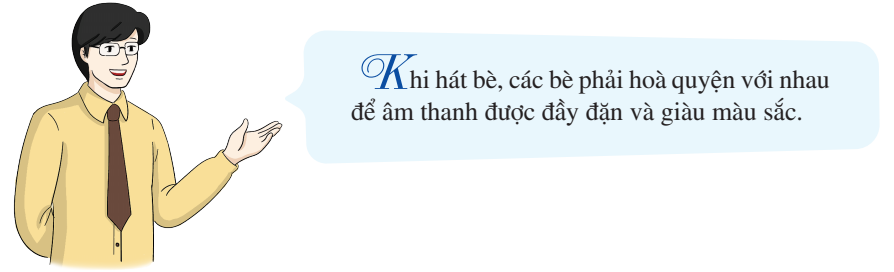 Khi hát bè, các bè phải hoà quyện với nhau
để âm thanh được đầy đặn và giàu màu sắc.